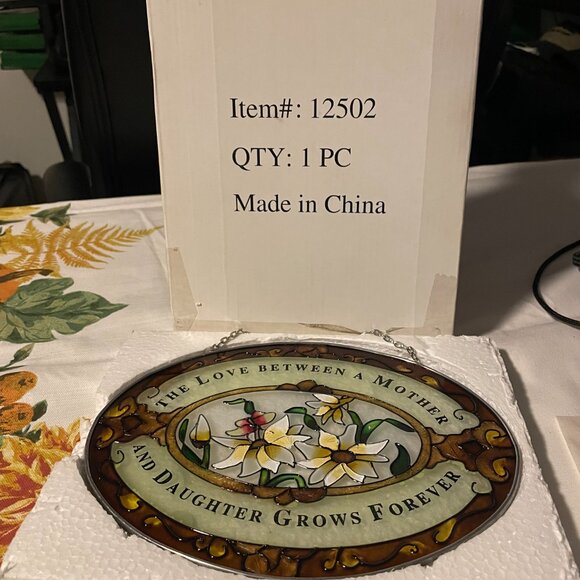 Item#: 12502
QTY: 1 PC
Made in China
THE LOVE BETWEEN A MOTHER
AND DAUGHTER GROWS FOREVER